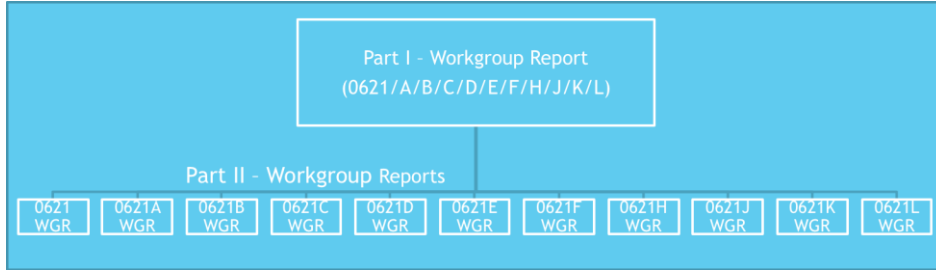 Part I - Workgroup Report
(0621/A/B/C/D/E/F/H/J/K/L)
Part II - Workgroup Reports
0621 WGR
0621A WGR
0621B WGR
0621C WGR
0621D WGR
0621E WGR
0621F WGR
0621H WGR
0621J WGR
0621K WGR
0621L WGR